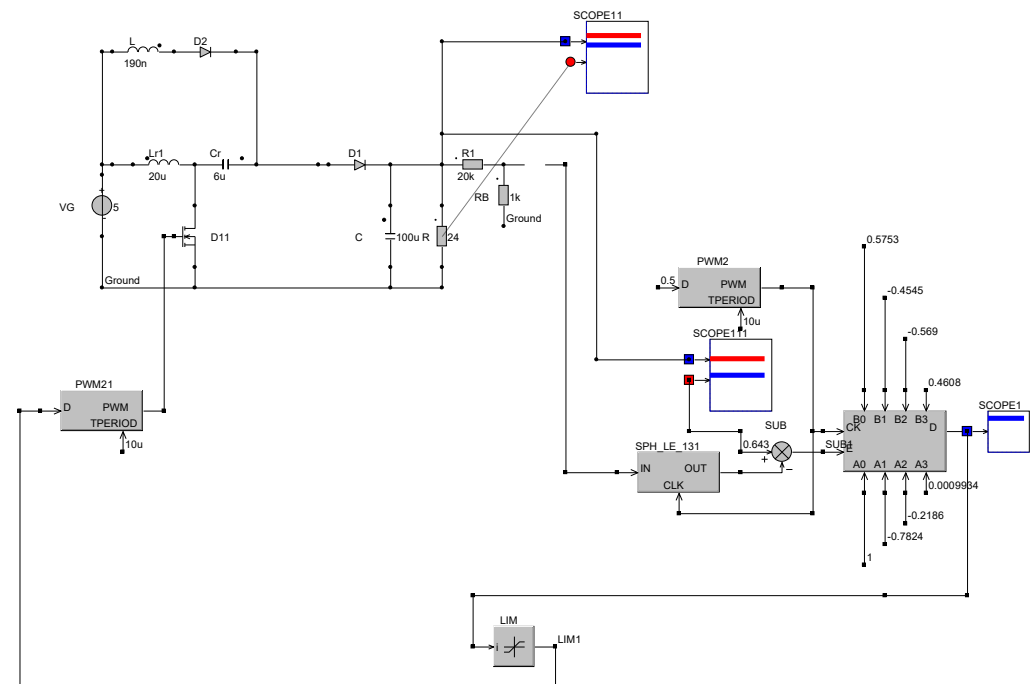 SCOPE11
L
D2
190n
Lr1
Cr
D1
R1
20u
6u
20k
RB
1k
VG
+
5
-
D11
C
100u
R
24
Ground
Ground
0.5753
PWM2
0.5
D
PWM
TPERIOD
-0.4545
10u
-0.569
SCOPE111
PWM21
D
PWM
TPERIOD
0.4608
SCOPE1
10u
B0
B1
B2
B3
SUB
CK
D
SPH_LE_131
0.643
SUB1
E
+
−
IN
OUT
CLK
A0
A1
A2
A3
0.0009934
-0.2186
-0.7824
1
LIM
i
LIM1